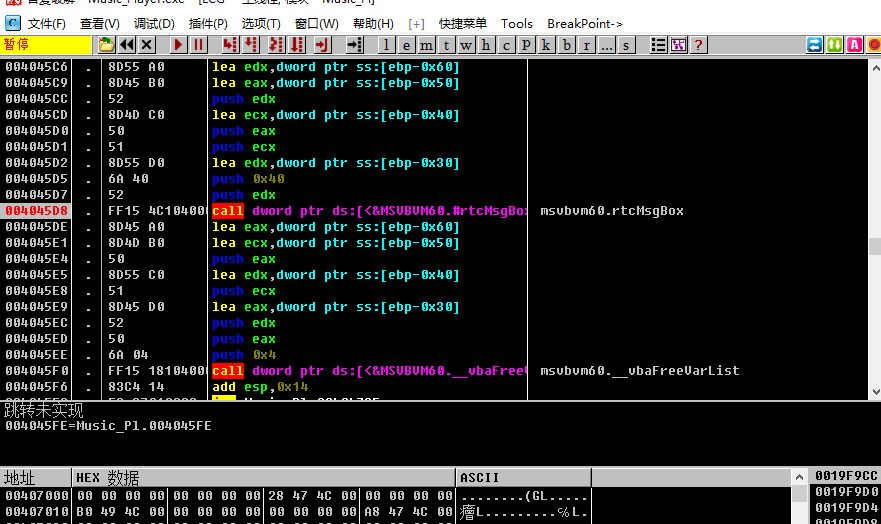 Music_Player.exe
文件(F) 查看(V) 调试(D) 插件(P) 选项(T) 窗口(W) 帮助(H) [+] 快捷菜单 Tools BreakPoint->
暂停 l e m t w h c p k b r ... s ?
004045C6 . 8D55 A0 lea edx,dword ptr ss:[ebp-0x60]
004045C9 . 8D45 B0 lea eax,dword ptr ss:[ebp-0x50]
004045CC . 52 push edx
004045CD . 8D4D C0 lea ecx,dword ptr ss:[ebp-0x40]
004045D0 . 50 push eax
004045D1 . 51 push ecx
004045D2 . 8D55 D0 lea edx,dword ptr ss:[ebp-0x30]
004045D5 . 6A 40 push 0x40
004045D7 . 52 push edx
004045D8 . FF15 4C104000 call dword ptr ds:[<&MSVBVM60.#rtcMsgBox msvbvm60.rtcMsgBox
004045DE . 8D45 A0 lea eax,dword ptr ss:[ebp-0x60]
004045E1 . 8D4D B0 lea ecx,dword ptr ss:[ebp-0x50]
004045E4 . 50 push eax
004045E5 . 8D55 C0 lea edx,dword ptr ss:[ebp-0x40]
004045E8 . 51 push ecx
004045E9 . 8D45 D0 lea eax,dword ptr ss:[ebp-0x30]
004045EC . 52 push edx
004045ED . 50 push eax
004045EE . 6A 04 push 0x4
004045F0 . FF15 18104000 call dword ptr ds:[<&MSVBVM60.__vbaFreeV msvbvm60.__vbaFreeVarList
004045F6 . 83C4 14 add esp,0x14
跳转未实现
004045FE=Music_Pl.004045FE
地址 HEX 数据 ASCII 0019F9CC
00407000 00 00 00 00 00 00 00 00 28 47 4C 00 00 00 00 00 ........(GL..... 0019F9D0
00407010 B0 49 4C 00 00 00 00 00 A8 47 4C 00 00 00 00 00 0019F9D4